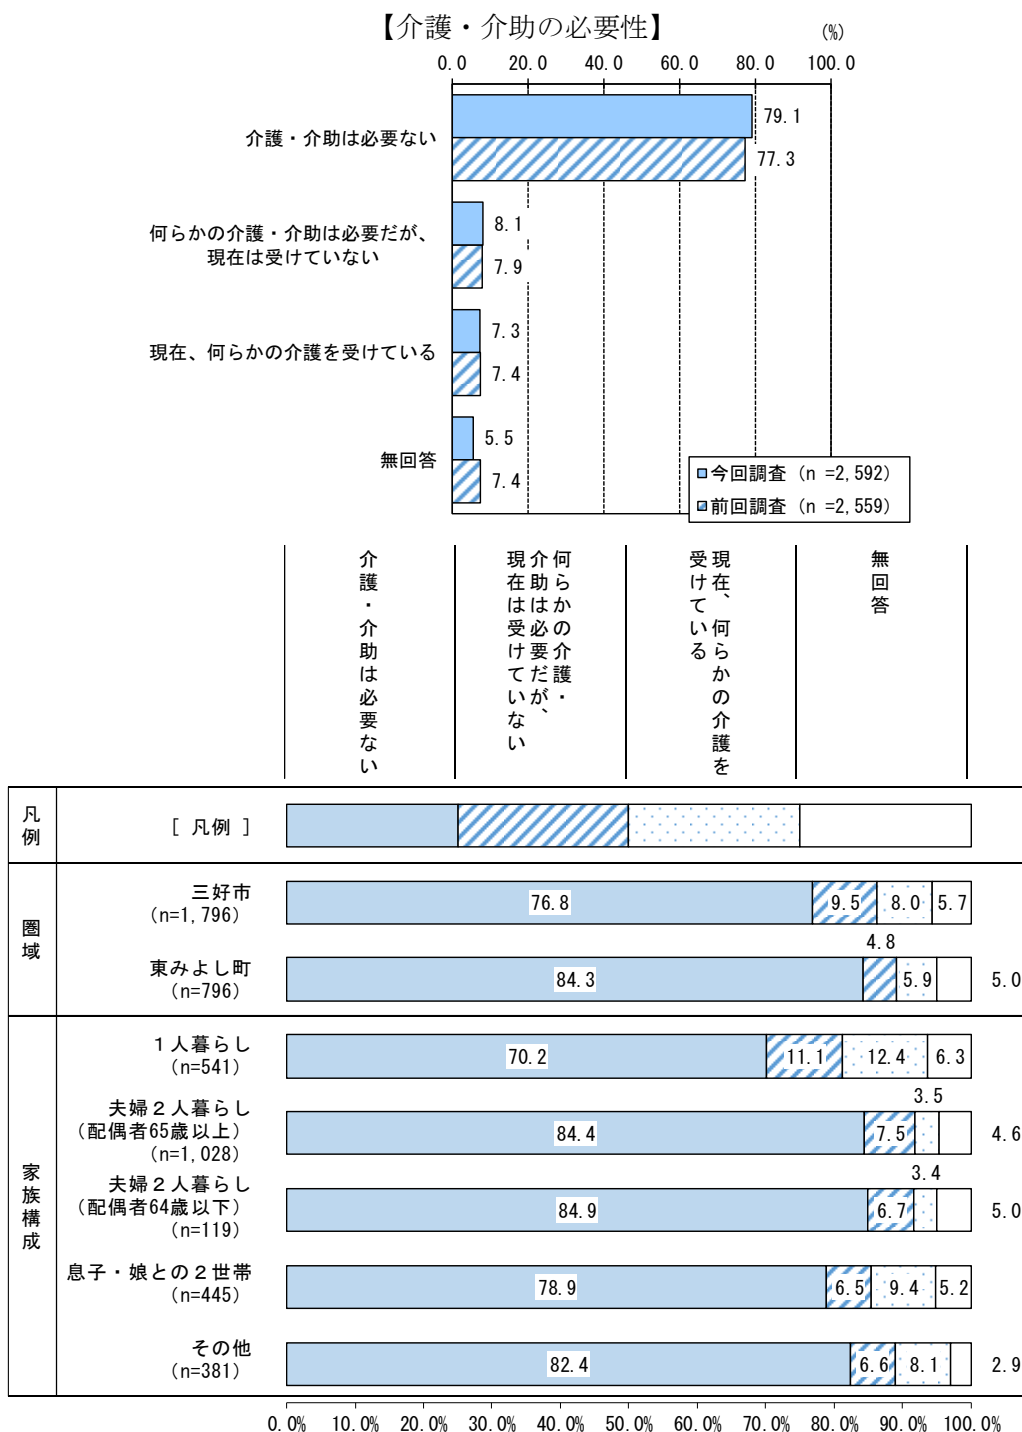 【介護・介助の必要性】
(%)
0.0 20.0 40.0 60.0 80.0 100.0
介護・介助は必要ない
79.1
77.3
何らかの介護・介助は必要だが、
現在は受けていない
8.1
7.9
現在、何らかの介護を受けている
7.3
7.4
無回答
5.5
7.4
今回調査（n =2,592）
前回調査（n =2,559）
介護・介助は必要ない
何らかの介護・
介助は必要だが、
現在は受けていない
現在、何らかの介護を
受けている
無回答
凡例
[ 凡例 ]
圏域
三好市
(n=1,796)
76.8 9.5 8.0 5.7
東みよし町
(n=796)
84.3 4.8 5.9 5.0
家族構成
１人暮らし
(n=541)
70.2 11.1 12.4 6.3
夫婦２人暮らし
(配偶者65歳以上)
(n=1,028)
84.4 7.5 3.5 4.6
夫婦２人暮らし
(配偶者64歳以下)
(n=119)
84.9 6.7 3.4 5.0
息子・娘との２世帯
(n=445)
78.9 6.5 9.4 5.2
その他
(n=381)
82.4 6.6 8.1 2.9
0.0% 10.0% 20.0% 30.0% 40.0% 50.0% 60.0% 70.0% 80.0% 90.0% 100.0%